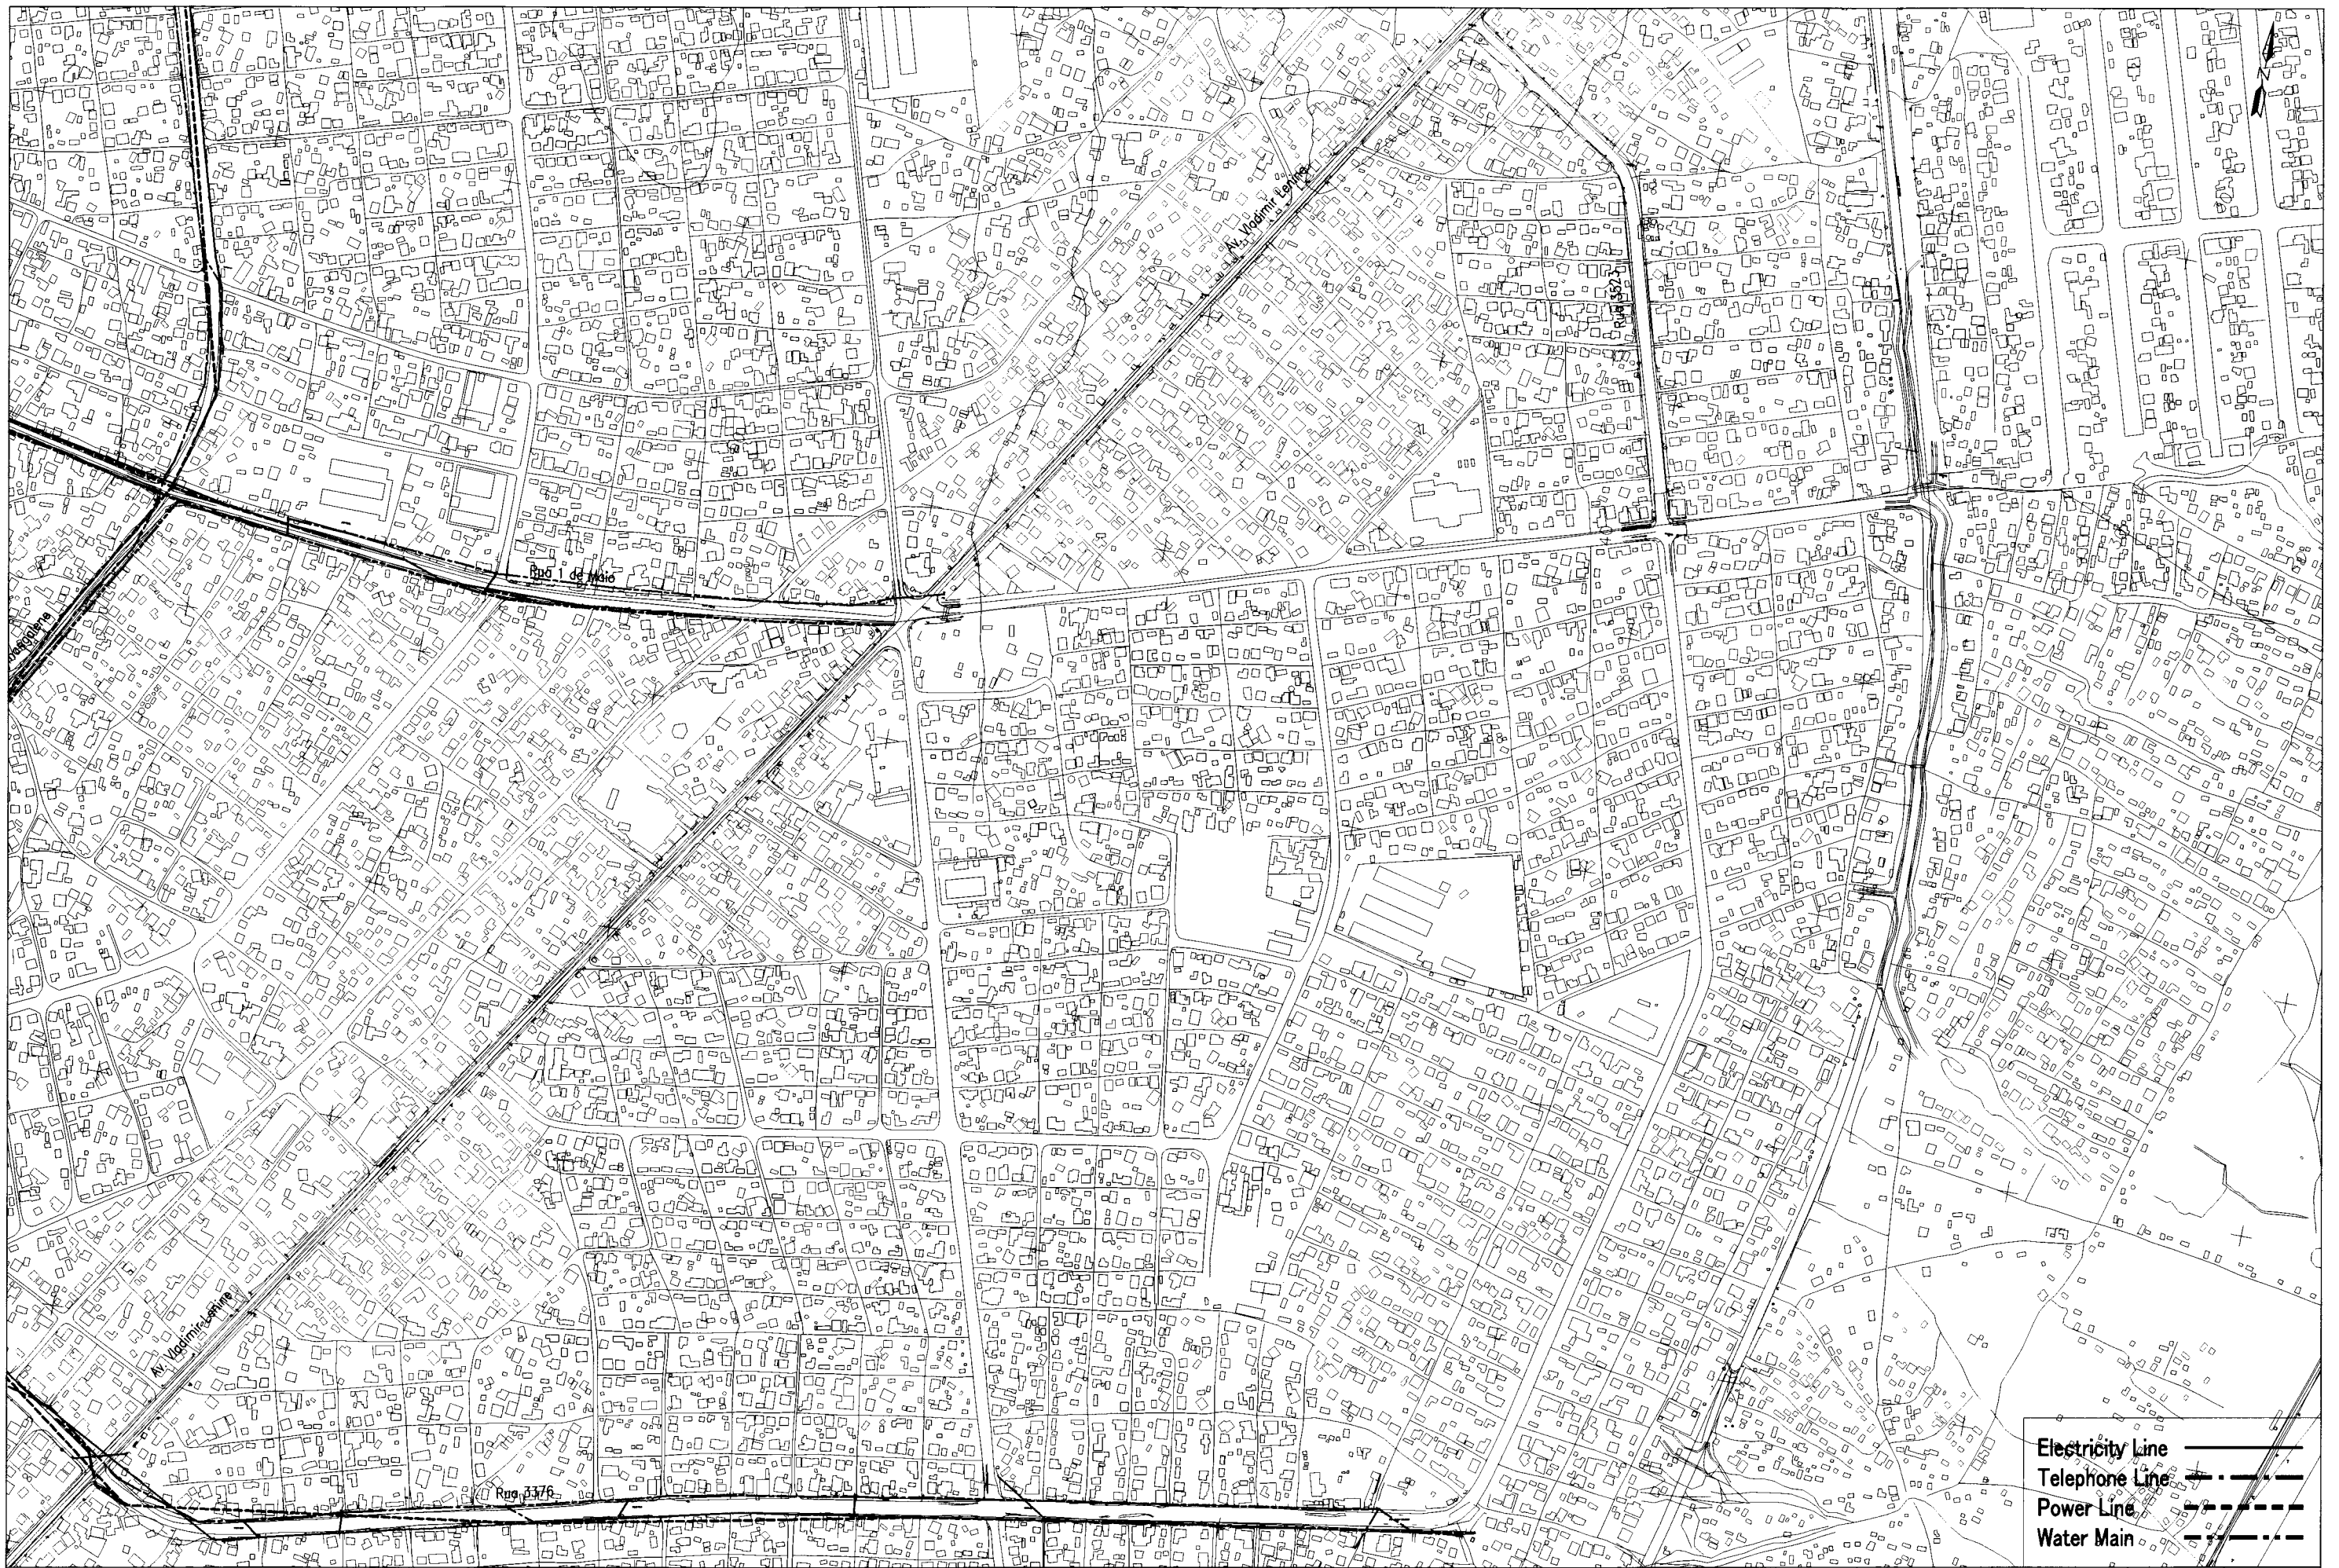 N
Av. Vladimir Lenine
Rua 3523
Rua 1 de Maio
Av. Vladimir Lenine
Rua 3376
Electricity Line
Telephone Line
Power Line
Water Main